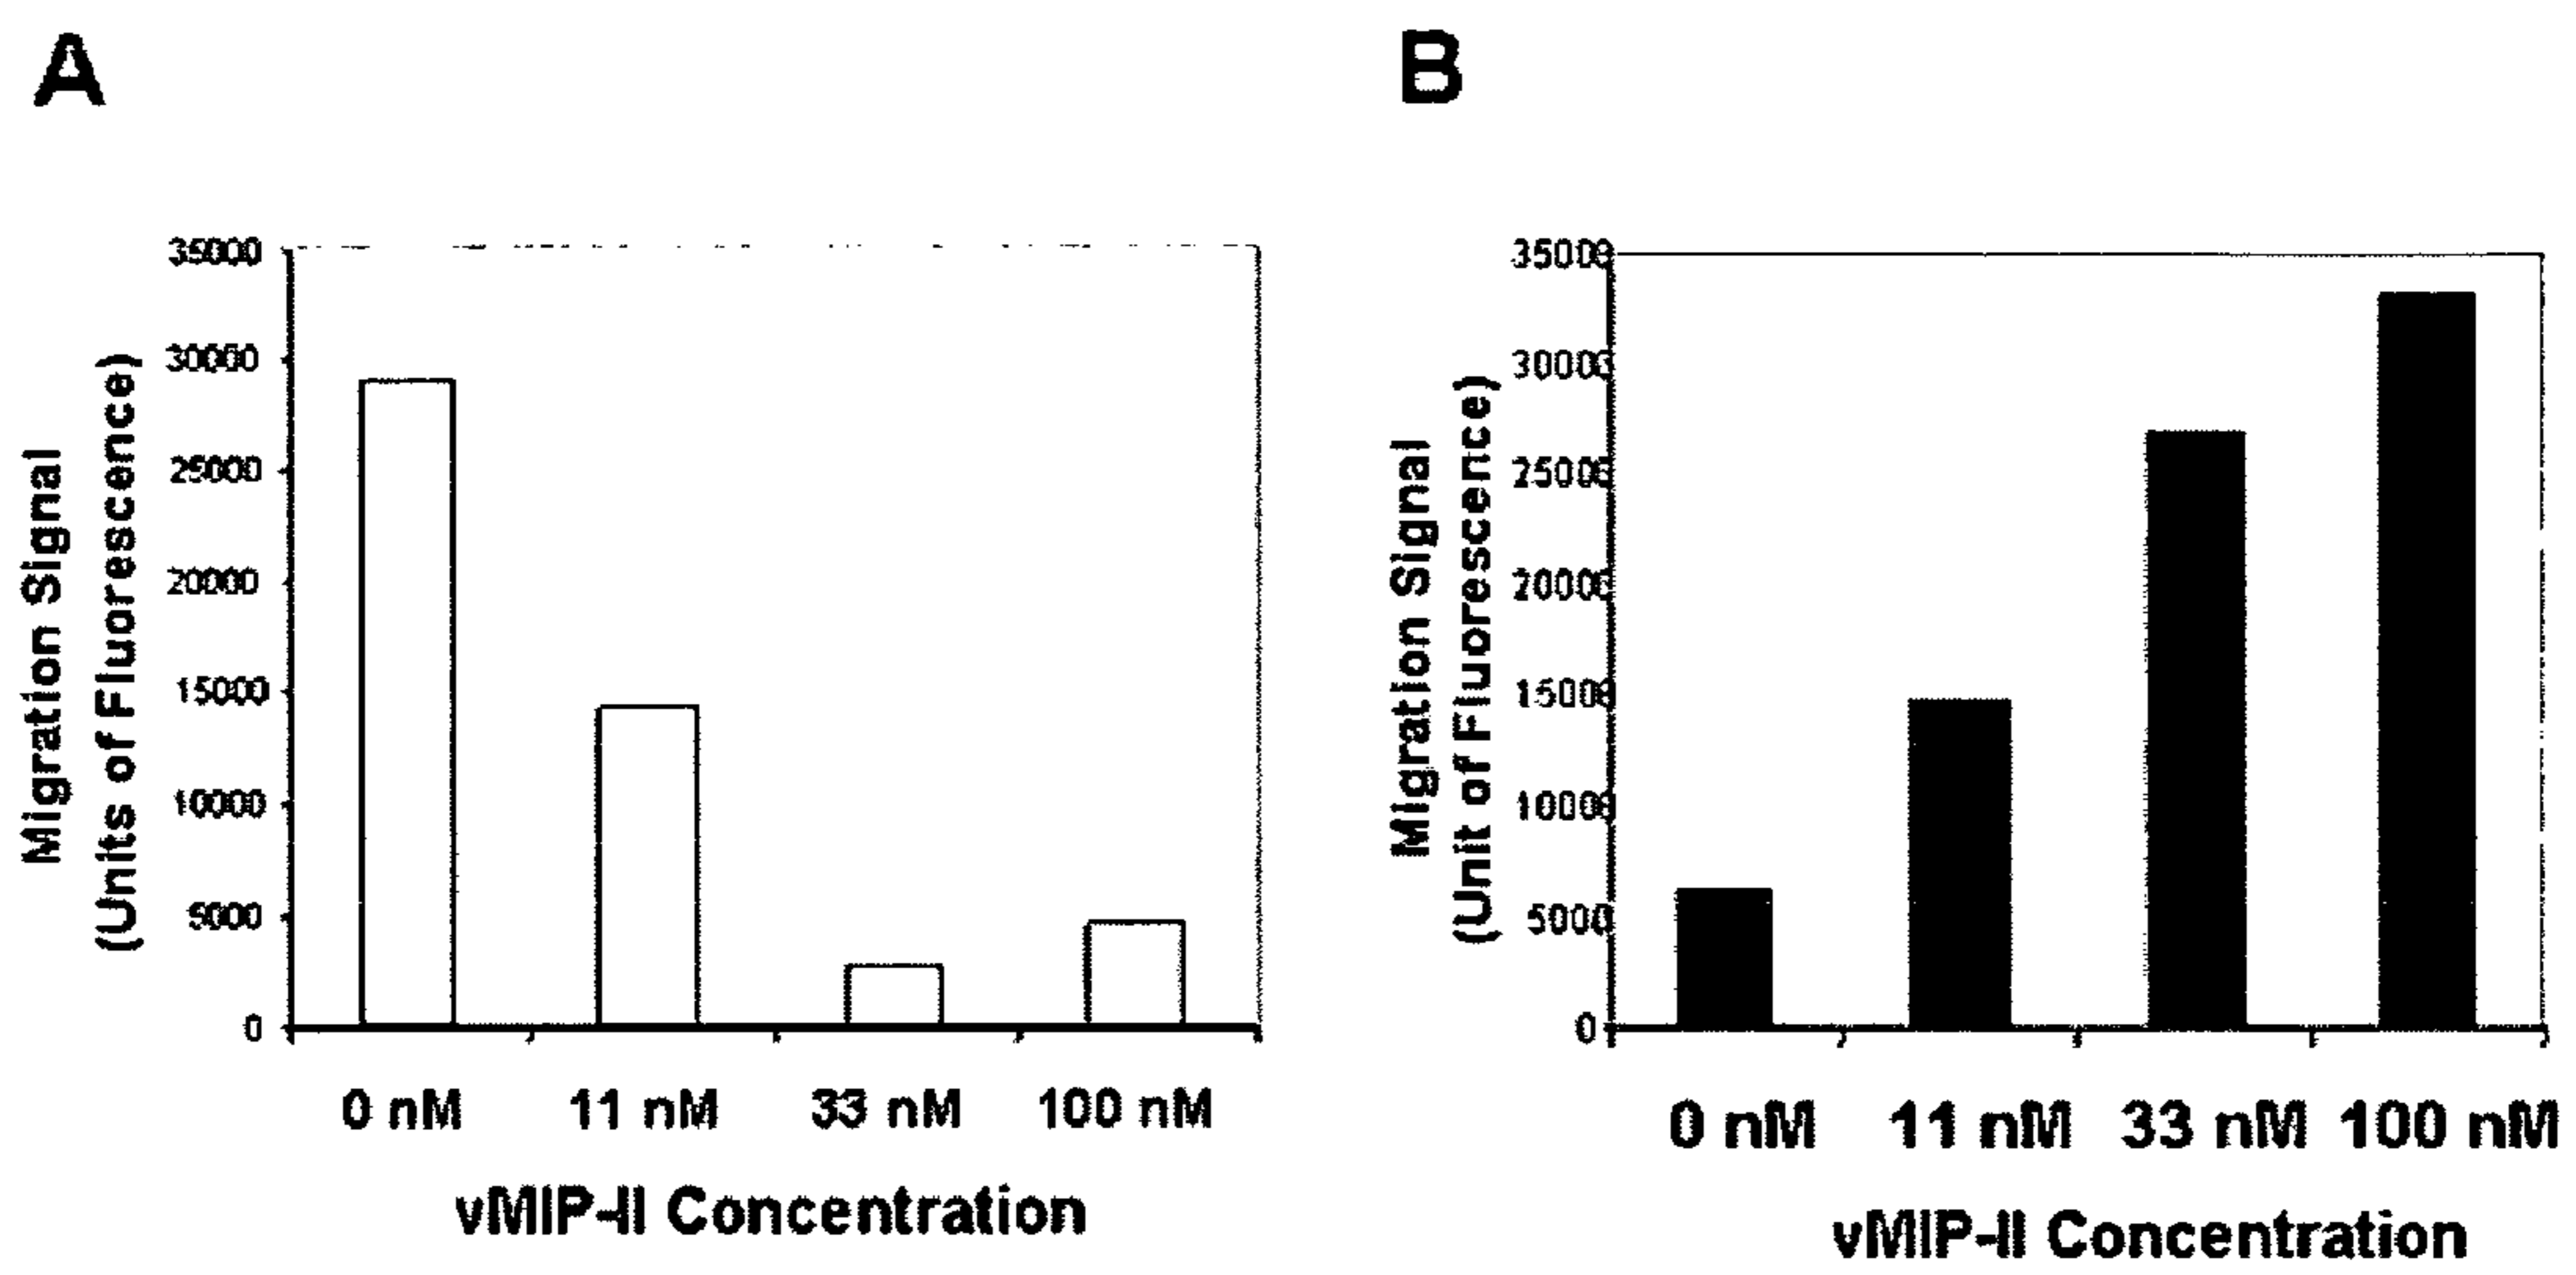 A
35000
30000
25000
20000
15000
10000
5000
0
Migration Signal
(Units of Fluorescence)
0 nM 11 nM 33 nM 100 nM
vMIP-II Concentration
B
35000
30000
25000
20000
15000
10000
5000
0
Migration Signal
(Unit of Fluorescence)
0 nM 11 nM 33 nM 100 nM
vMIP-II Concentration